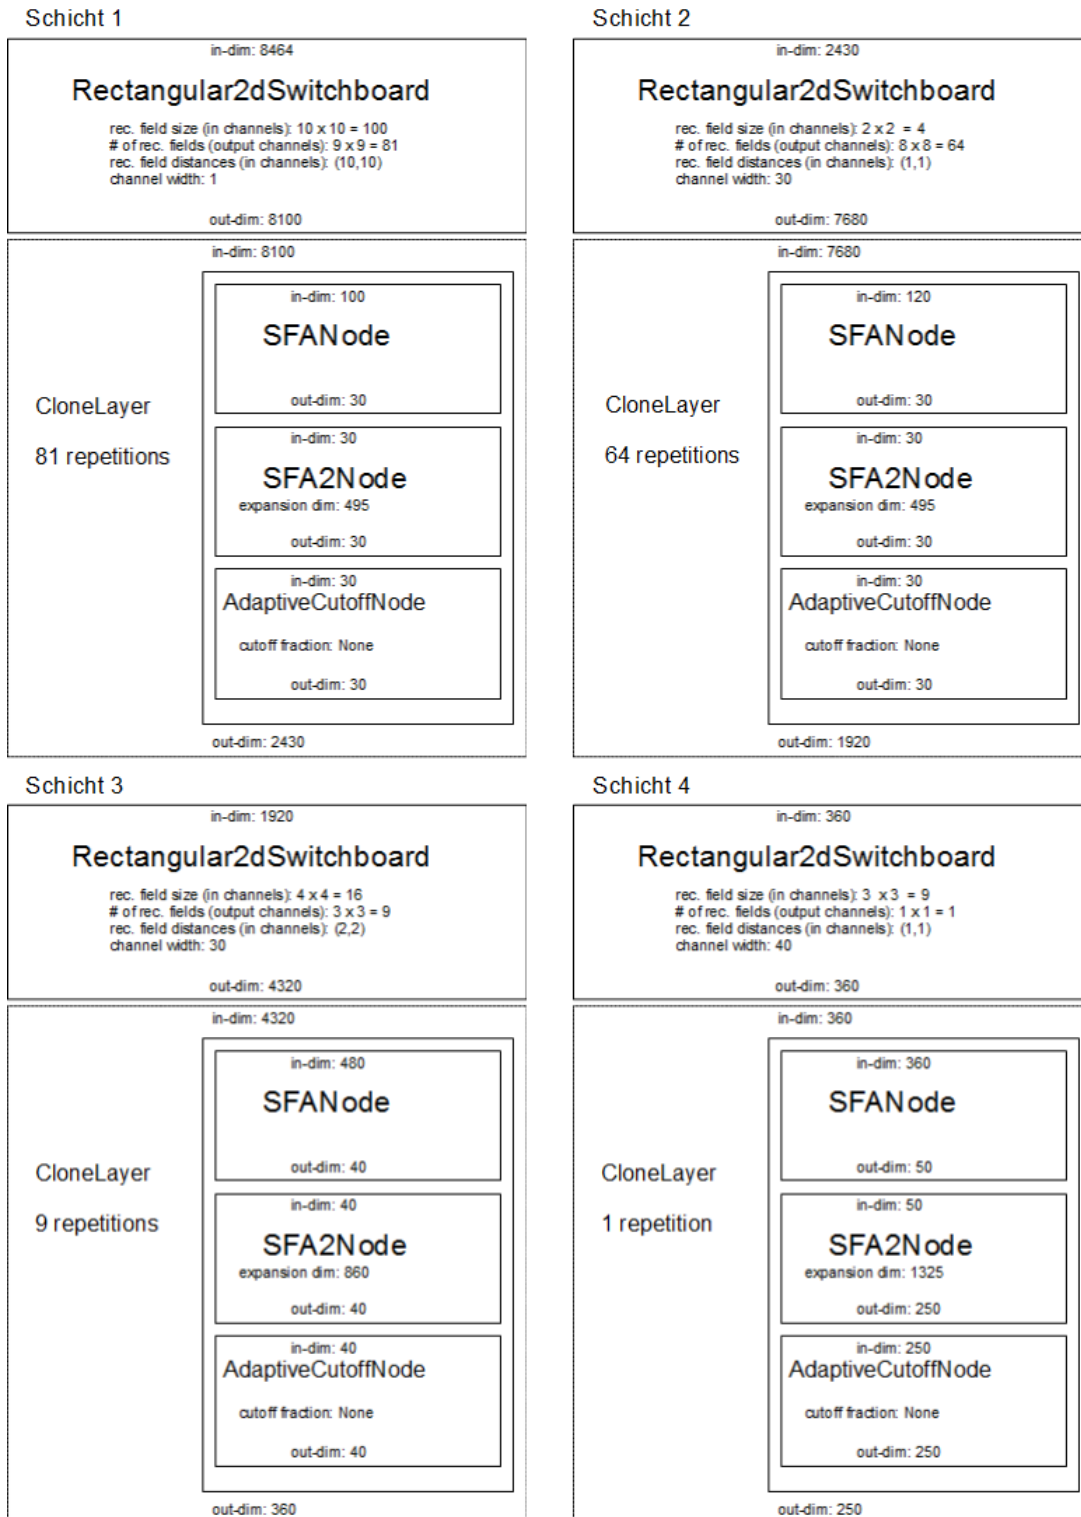 Schicht 1
in-dim: 8464
Rectangular2dSwitchboard
rec. field size (in channels): 10 x 10 = 100
# of rec. fields (output channels): 9 x 9 = 81
rec. field distances (in channels): (10,10)
channel width: 1
out-dim: 8100
in-dim: 8100
in-dim: 100
SFANode
out-dim: 30
CloneLayer
81 repetitions
in-dim: 30
SFA2Node
expansion dim: 495
out-dim: 30
in-dim: 30
AdaptiveCutoffNode
cutoff fraction: None
out-dim: 30
out-dim: 2430
Schicht 2
in-dim: 2430
Rectangular2dSwitchboard
rec. field size (in channels): 2 x 2 = 4
# of rec. fields (output channels): 8 x 8 = 64
rec. field distances (in channels): (1,1)
channel width: 30
out-dim: 7680
in-dim: 7680
in-dim: 120
SFANode
out-dim: 30
CloneLayer
64 repetitions
in-dim: 30
SFA2Node
expansion dim: 495
out-dim: 30
in-dim: 30
AdaptiveCutoffNode
cutoff fraction: None
out-dim: 30
out-dim: 1920
Schicht 3
in-dim: 1920
Rectangular2dSwitchboard
rec. field size (in channels): 4 x 4 = 16
# of rec. fields (output channels): 3 x 3 = 9
rec. field distances (in channels): (2,2)
channel width: 30
out-dim: 4320
in-dim: 4320
in-dim: 480
SFANode
out-dim: 40
CloneLayer
9 repetitions
in-dim: 40
SFA2Node
expansion dim: 860
out-dim: 40
in-dim: 40
AdaptiveCutoffNode
cutoff fraction: None
out-dim: 40
out-dim: 360
Schicht 4
in-dim: 360
Rectangular2dSwitchboard
rec. field size (in channels): 3 x 3 = 9
# of rec. fields (output channels): 1 x 1 = 1
rec. field distances (in channels): (1,1)
channel width: 40
out-dim: 360
in-dim: 360
in-dim: 360
SFANode
out-dim: 50
CloneLayer
1 repetition
in-dim: 50
SFA2Node
expansion dim: 1325
out-dim: 250
in-dim: 250
AdaptiveCutoffNode
cutoff fraction: None
out-dim: 250
out-dim: 250